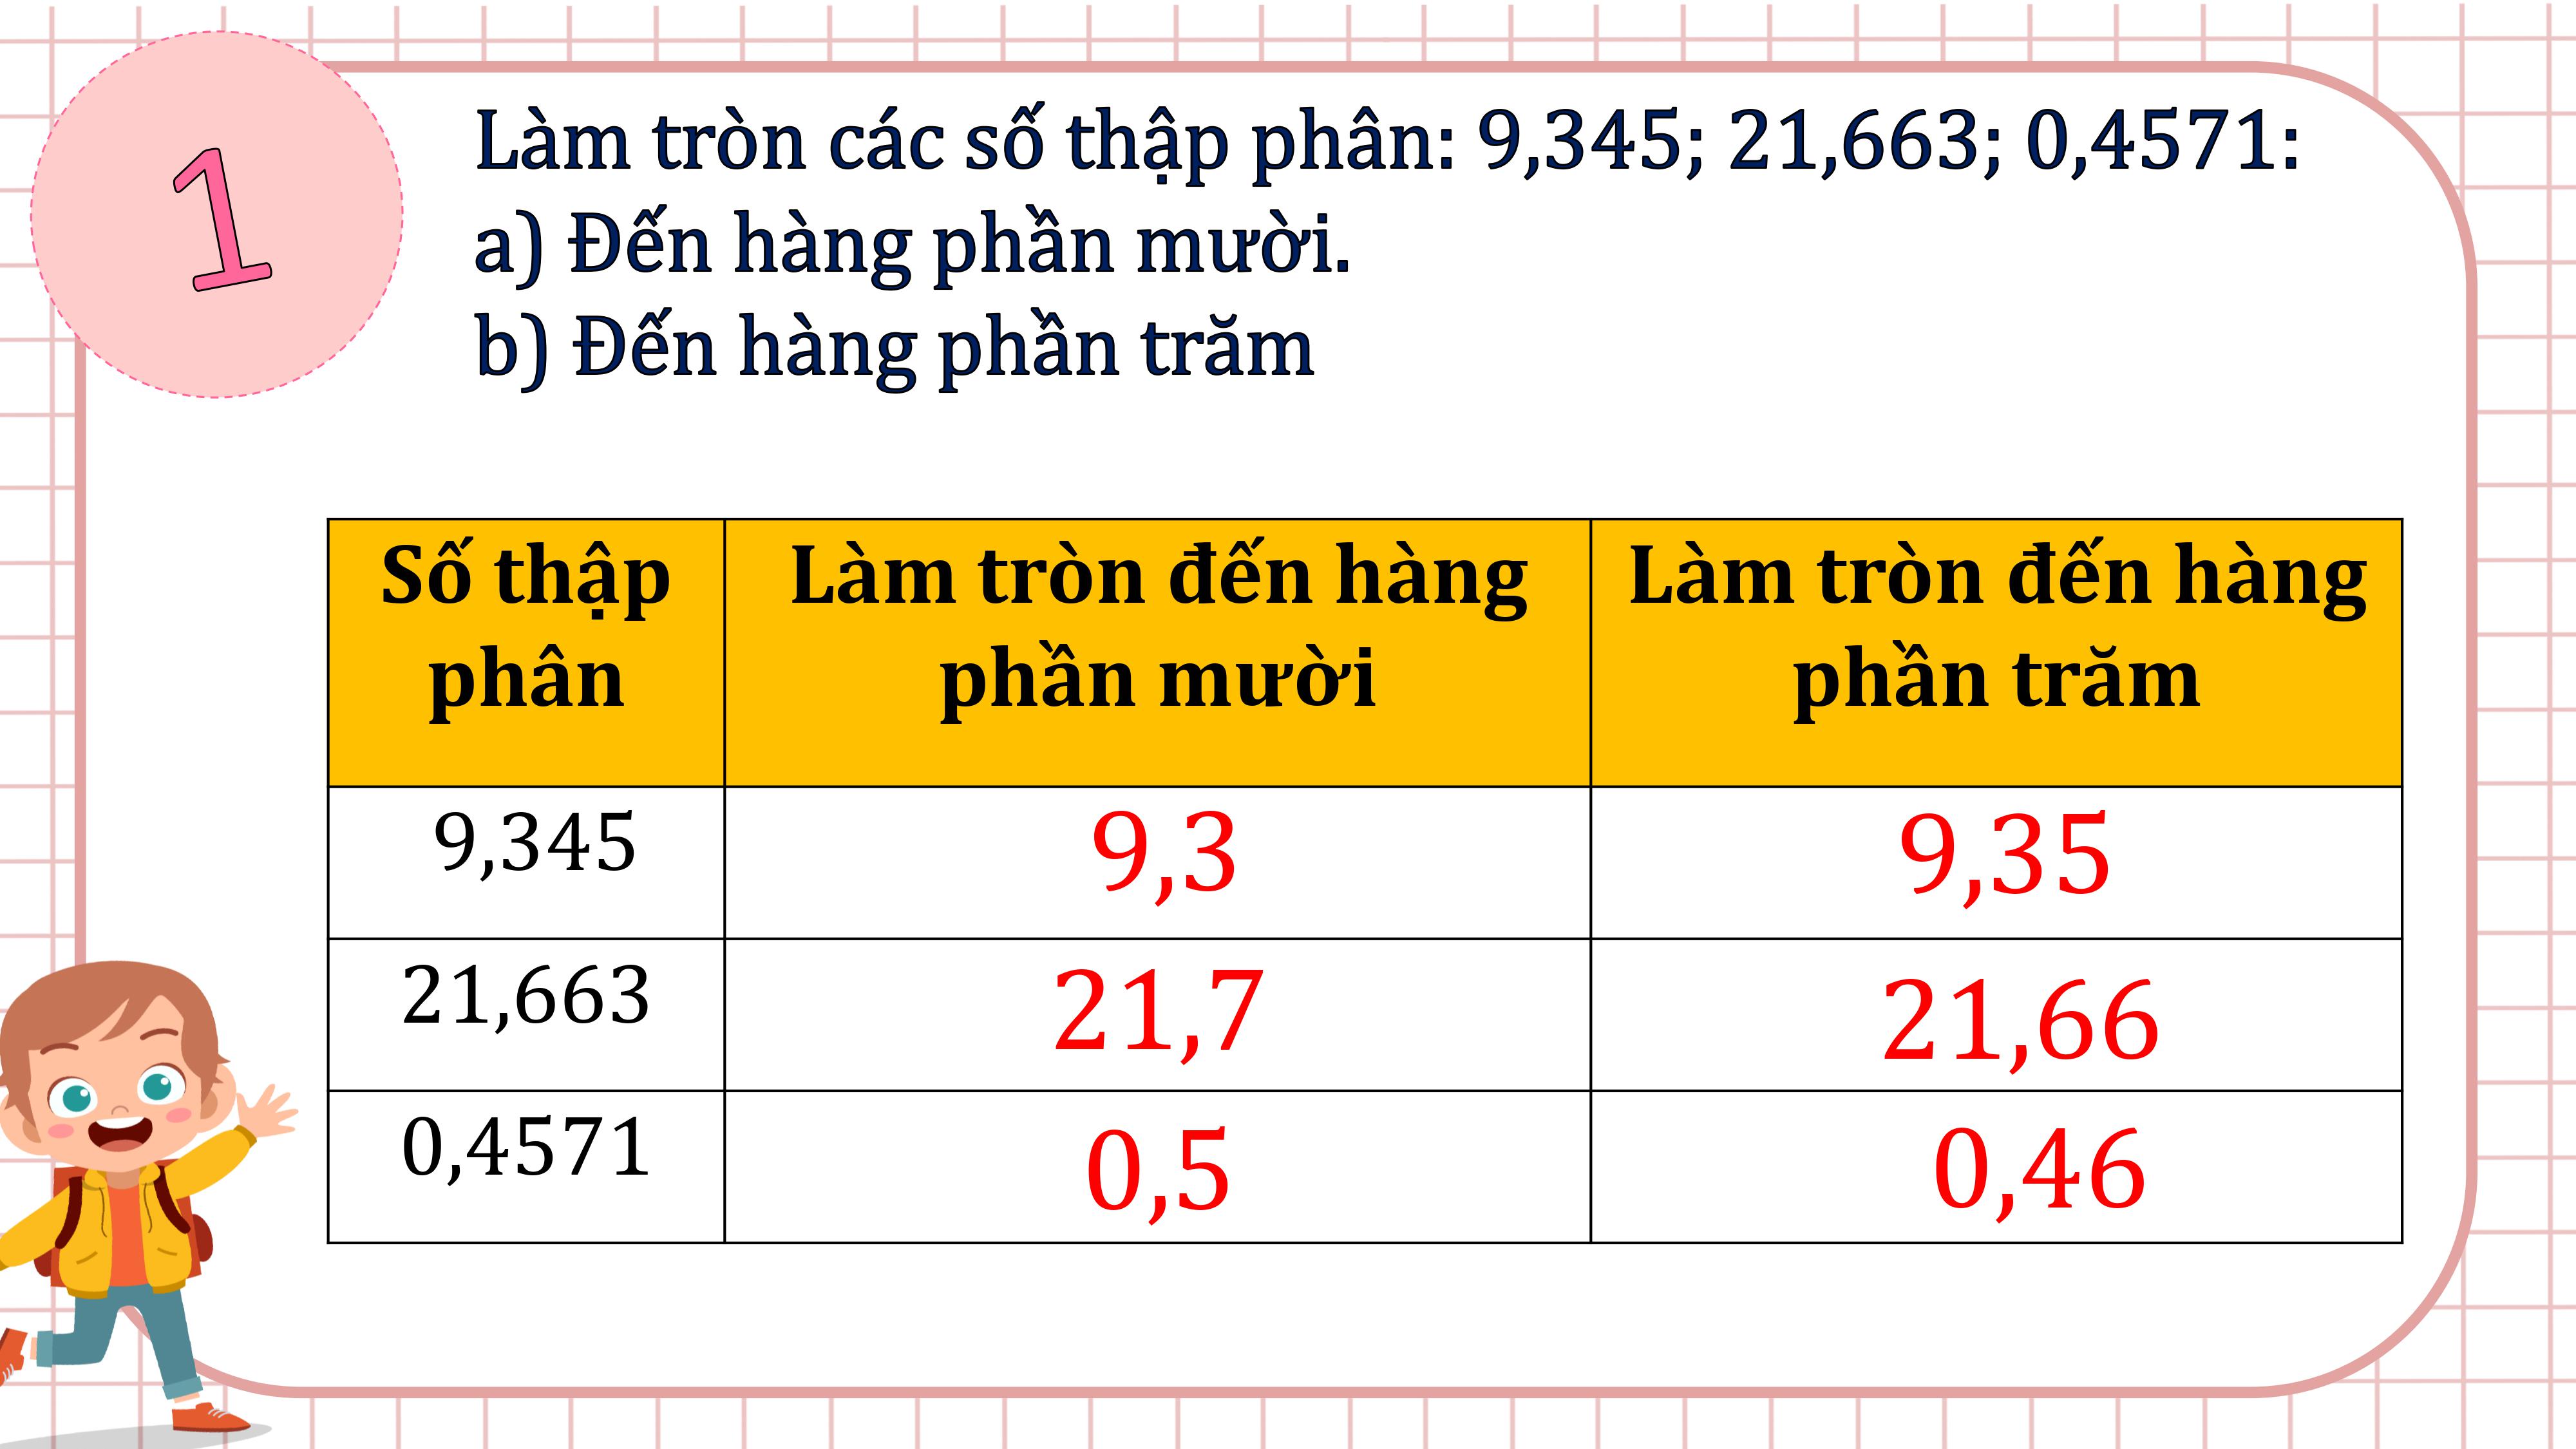 1
Làm tròn các số thập phân: 9,345; 21,663; 0,4571:
a) Đến hàng phần mười.
b) Đến hàng phần trăm
Số thập phân
Làm tròn đến hàng phần mười
Làm tròn đến hàng phần trăm
9,345 9,3 9,35
21,663 21,7 21,66
0,4571 0,5 0,46